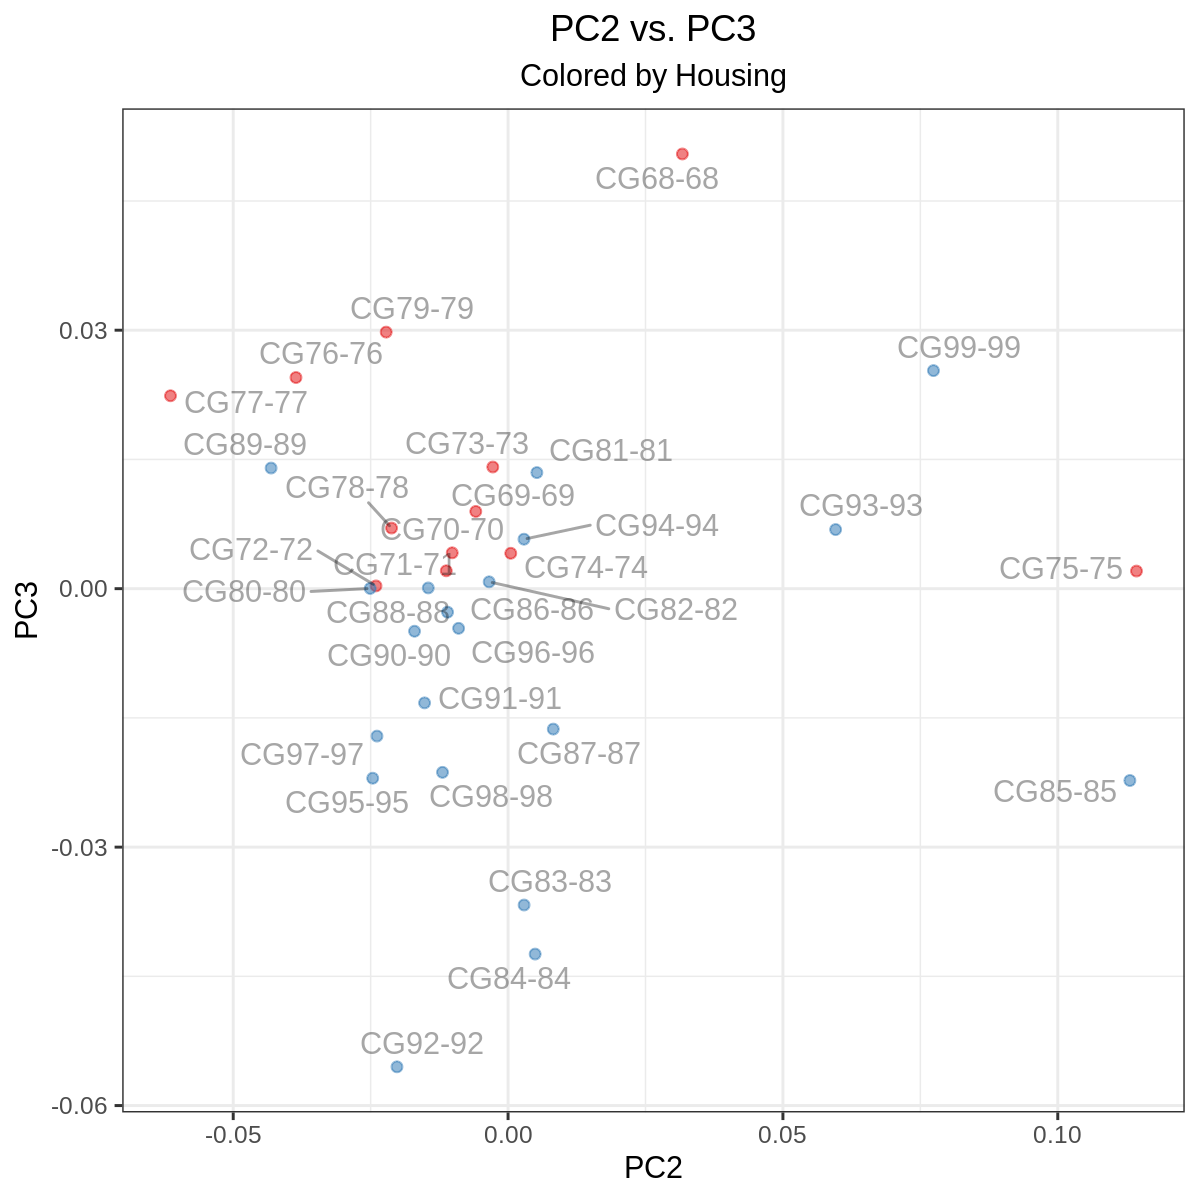 PC2 vs. PC3
Colored by Housing
CG68-68
CG79-79
0.03
CG99-99
CG76-76
CG77-77
CG89-89
CG73-73
CG81-81
CG78-78
CG69-69
CG93-93
CG94-94
CG70-70
CG72-72
CG71-71
CG74-74
CG75-75
0.00
CG80-80
CG88-88
CG86-86
CG82-82
PC3
CG90-90
CG96-96
CG91-91
CG97-97
CG87-87
CG95-95
CG98-98
CG85-85
-0.03
CG83-83
CG84-84
CG92-92
-0.06
-0.05 0.00 0.05 0.10
PC2